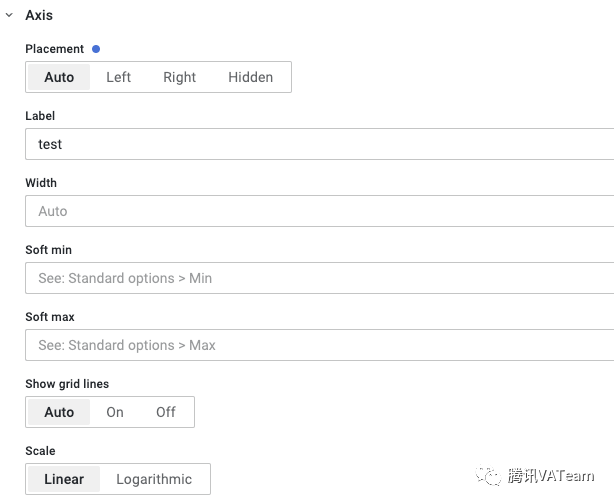 Axis
Placement
Auto Left Right Hidden
Label
test
Width
Auto
Soft min
See: Standard options > Min
Soft max
See: Standard options > Max
Show grid lines
Auto On Off
Scale
Linear Logarithmic
腾讯VATeam